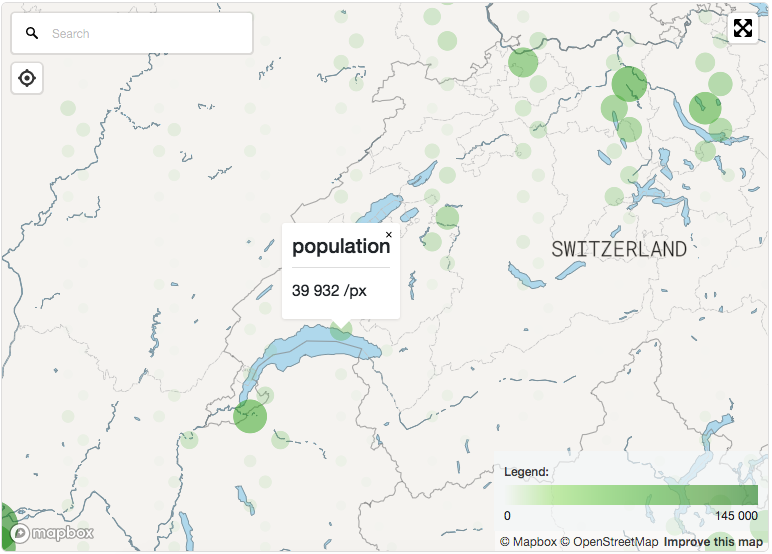 Search
population
×
39 932 /px
SWITZERLAND
Legend:
0
145 000
mapbox
© Mapbox © OpenStreetMap Improve this map